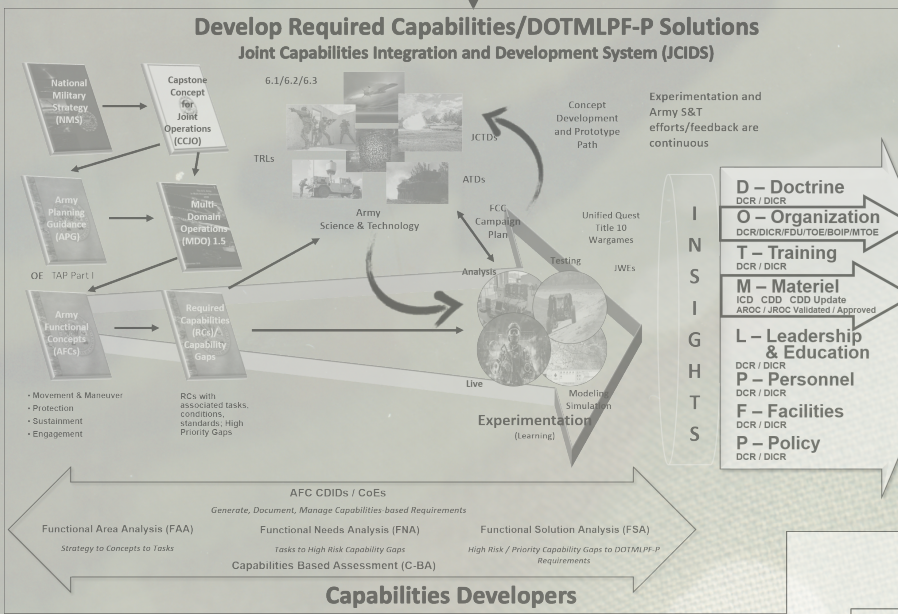 Develop Required Capabilities/DOTMLPF-P Solutions
Joint Capabilities Integration and Development System (JCIDS)
National
Military
Strategy
(NMS)
Capstone
Concept
for
Joint
Operations
(CCJO)
6.1/6.2/6.3
TRLs
JCTDs
ATDs
Army
Science & Technology
Concept
Development
and Prototype
Path
Experimentation and
Army S&T
efforts/feedback are
continuous
Army
Planning
Guidance
(APG)
Multi-
Domain
Operations
(MDO) 1.5
OE TAP Part I
FCC
Campaign
Plan
Unified Quest
Title 10
Wargames
JWEs
Analysis
Testing
Live
Modeling
Simulation
Experimentation
(Learning)
Army
Functional
Concepts
(AFCs)
Required
Capabilities
(RCs)/
Capability
Gaps
• Movement & Maneuver
• Protection
• Sustainment
• Engagement
RCs with
associated tasks,
conditions,
standards; High
Priority Gaps
I
N
S
I
G
H
T
S
D – Doctrine
DCR / DICR
O – Organization
DCR/DICR/FDU/TOE/BOIP/MTOE
T – Training
DCR / DICR
M – Materiel
ICD CDD CDD Update
AROC / JROC Validated / Approved
L – Leadership
& Education
DCR / DICR
P – Personnel
DCR / DICR
F – Facilities
DCR / DICR
P – Policy
DCR / DICR
AFC CDIDs / CoEs
Generate, Document, Manage Capabilities based Requirements
Functional Area Analysis (FAA)
Strategy to Concepts to Tasks
Functional Needs Analysis (FNA)
Tasks to High Risk Capability Gaps
Functional Solution Analysis (FSA)
High Risk / Priority Capability Gaps to DOTMLPF-P
Requirements
Capabilities Based Assessment (C-BA)
Capabilities Developers